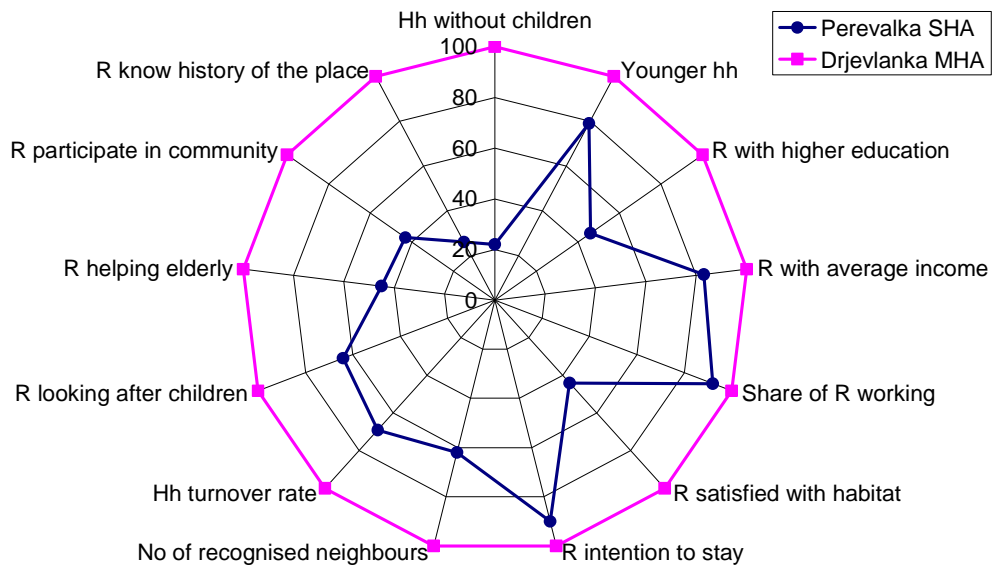 Hh without children
Perevalka SHA
Drjevlanka MHA
100
R know history of the place
Younger hh
80
R participate in community
R with higher education
60
40
20
R helping elderly
R with average income
0
R looking after children
Share of R working
Hh turnover rate
R satisfied with habitat
No of recognised neighbours
R intention to stay